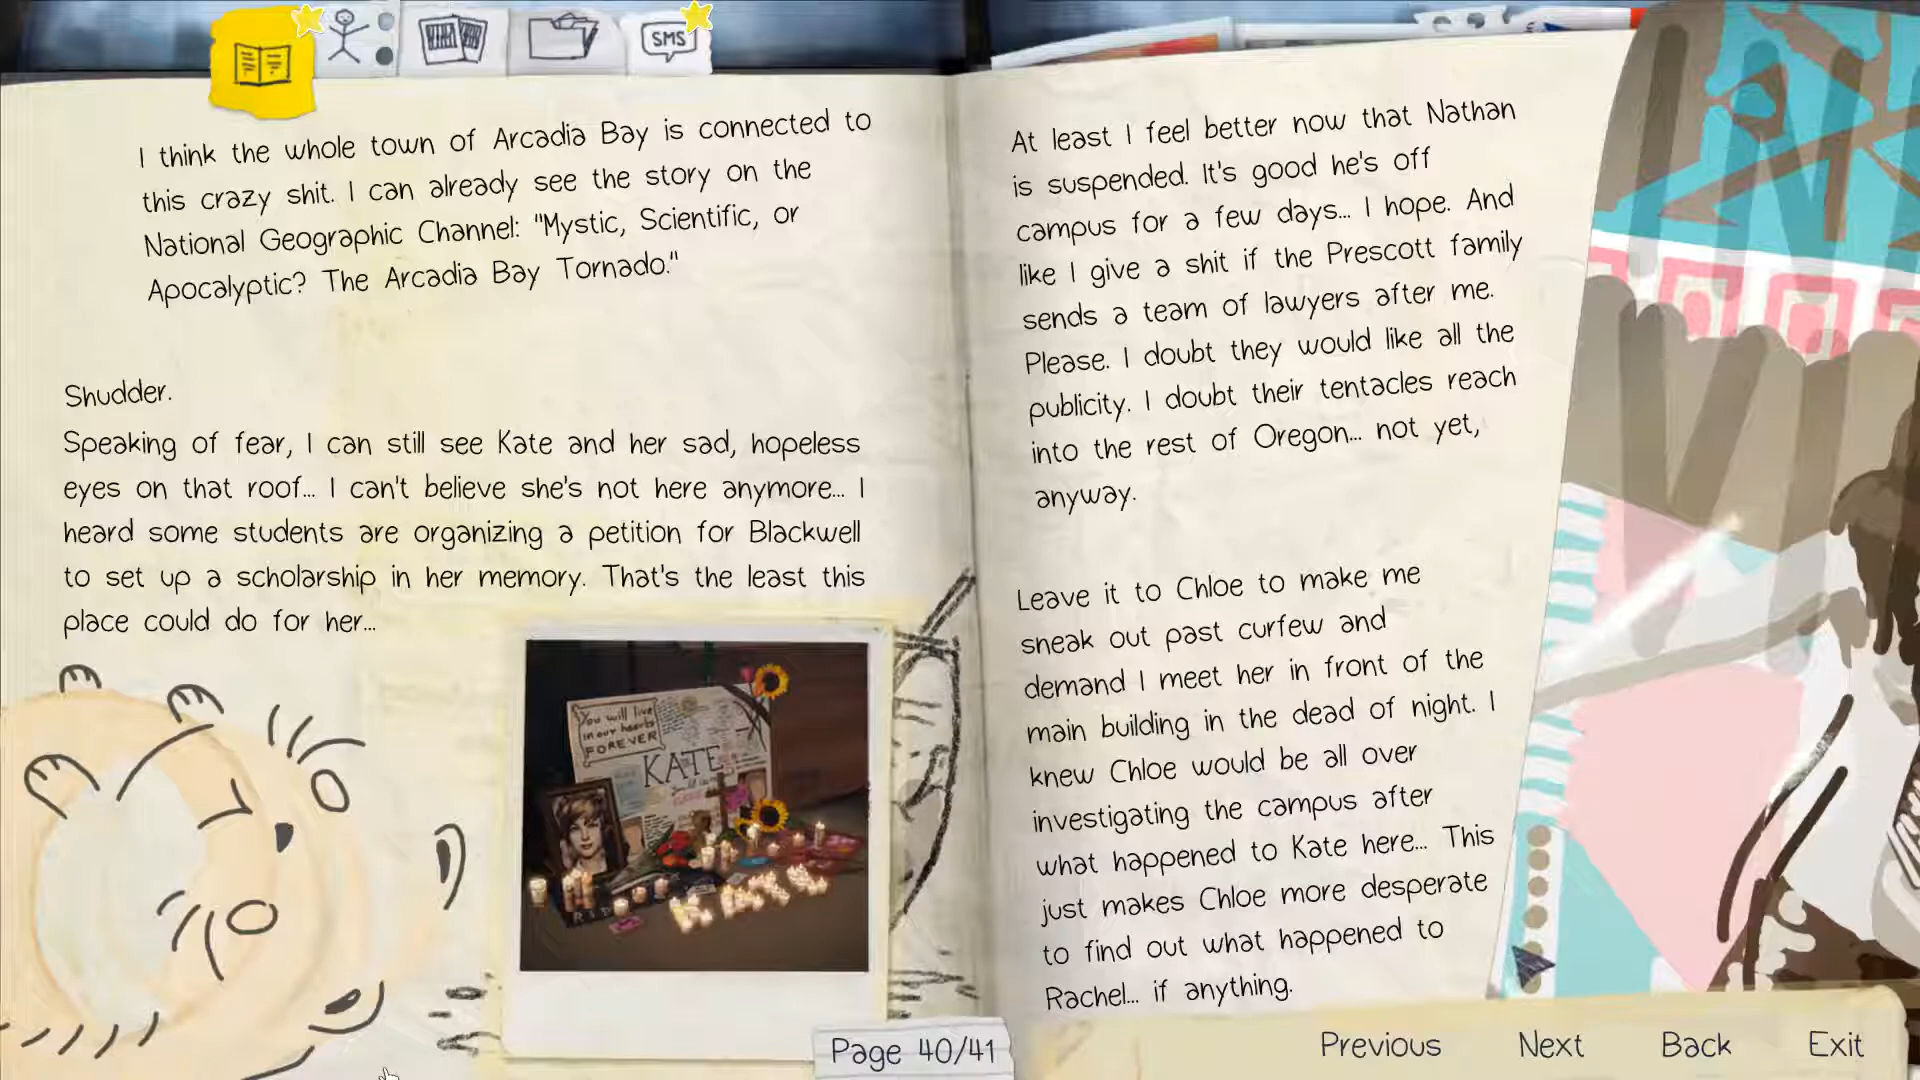 SMS
I think the whole town of Arcadia Bay is connected to
this crazy shit. I can already see the story on the
National Geographic Channel: "Mystic, Scientific, or
Apocalyptic? The Arcadia Bay Tornado."
Shudder.
Speaking of fear, I can still see Kate and her sad, hopeless
eyes on that roof... I can't believe she's not here anymore... I
heard some students are organizing a petition for Blackwell
to set up a scholarship in her memory. That's the least this
place could do for her...
You will live
in our hearts
FOREVER
KATE
RIP
KATE
Page 40/41
At least I feel better now that Nathan
is suspended. It's good he's off
campus for a few days... I hope. And
like I give a shit if the Prescott family
sends a team of lawyers after me.
Please. I doubt they would like all the
publicity. I doubt their tentacles reach
into the rest of Oregon... not yet,
anyway.
Leave it to Chloe to make me
sneak out past curfew and
demand I meet her in front of the
main building in the dead of night. I
knew Chloe would be all over
investigating the campus after
what happened to Kate here... This
just makes Chloe more desperate
to find out what happened to
Rachel... if anything.
Previous
Next
Back
Exit